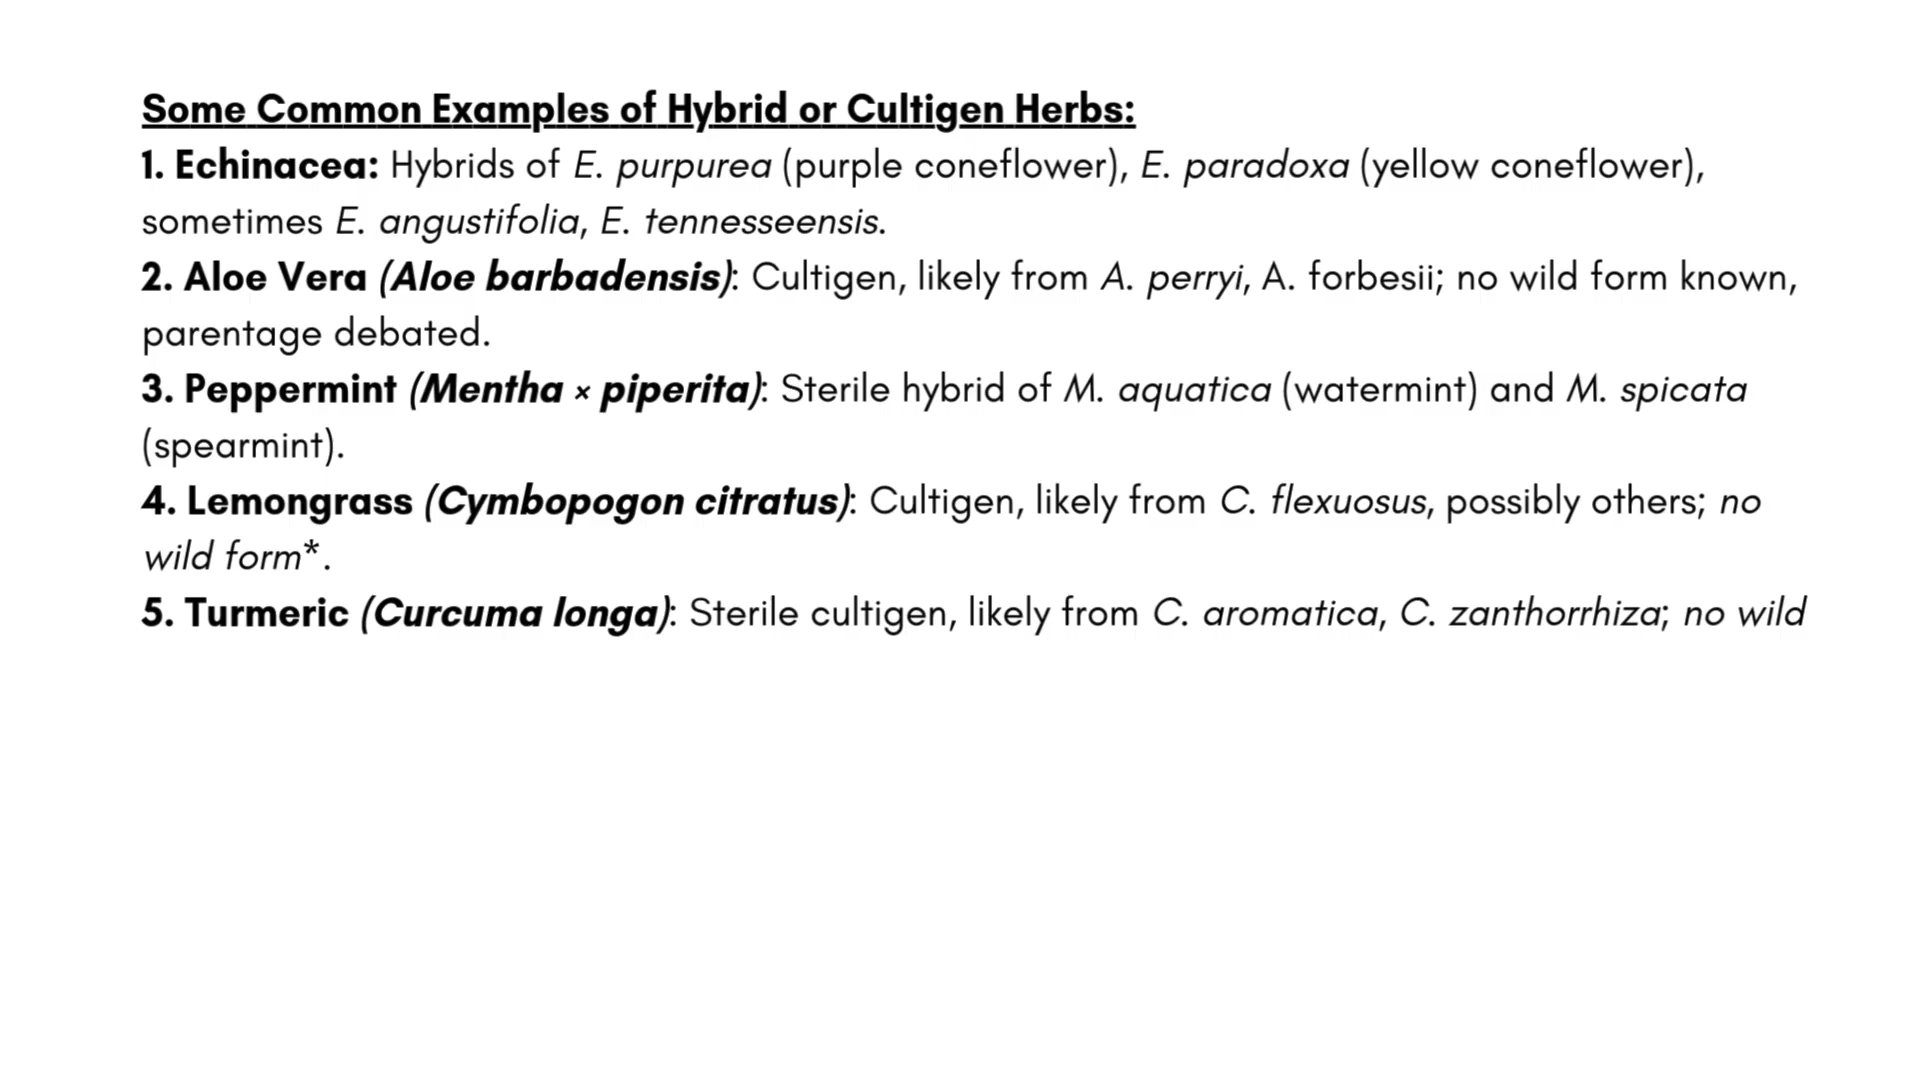 Some Common Examples of Hybrid or Cultigen Herbs:
1. Echinacea: Hybrids of E. purpurea (purple coneflower), E. paradoxa (yellow coneflower),
sometimes E. angustifolia, E. tennesseensis.
2. Aloe Vera (Aloe barbadensis): Cultigen, likely from A. perryi, A. forbesii; no wild form known,
parentage debated.
3. Peppermint (Mentha × piperita): Sterile hybrid of M. aquatica (watermint) and M. spicata
(spearmint).
4. Lemongrass (Cymbopogon citratus): Cultigen, likely from C. flexuosus, possibly others; no
wild form*.
5. Turmeric (Curcuma longa): Sterile cultigen, likely from C. aromatica, C. zanthorrhiza; no wild